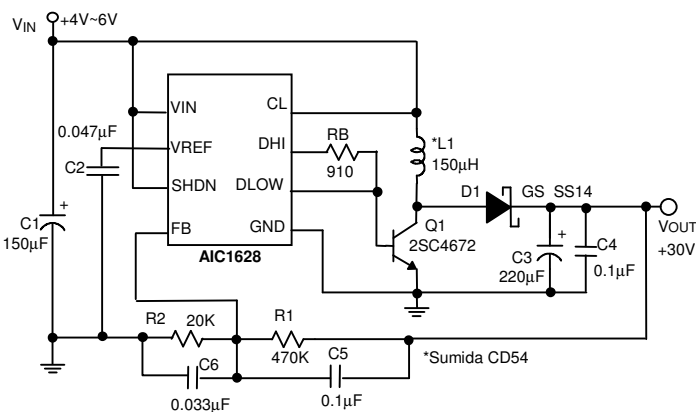 VIN +4V~6V
VIN
CL
*L1
150μH
0.047μF
C2
VREF
DHI
RB
910
SHDN
DLOW
D1
GS SS14
FB
GND
Q1
2SC4672
C1
150μF
+
AIC1628
+
C3
220μF
C4
0.1μF
VOUT
+30V
R2
20K
R1
470K
C6
0.033μF
C5
0.1μF
*Sumida CD54